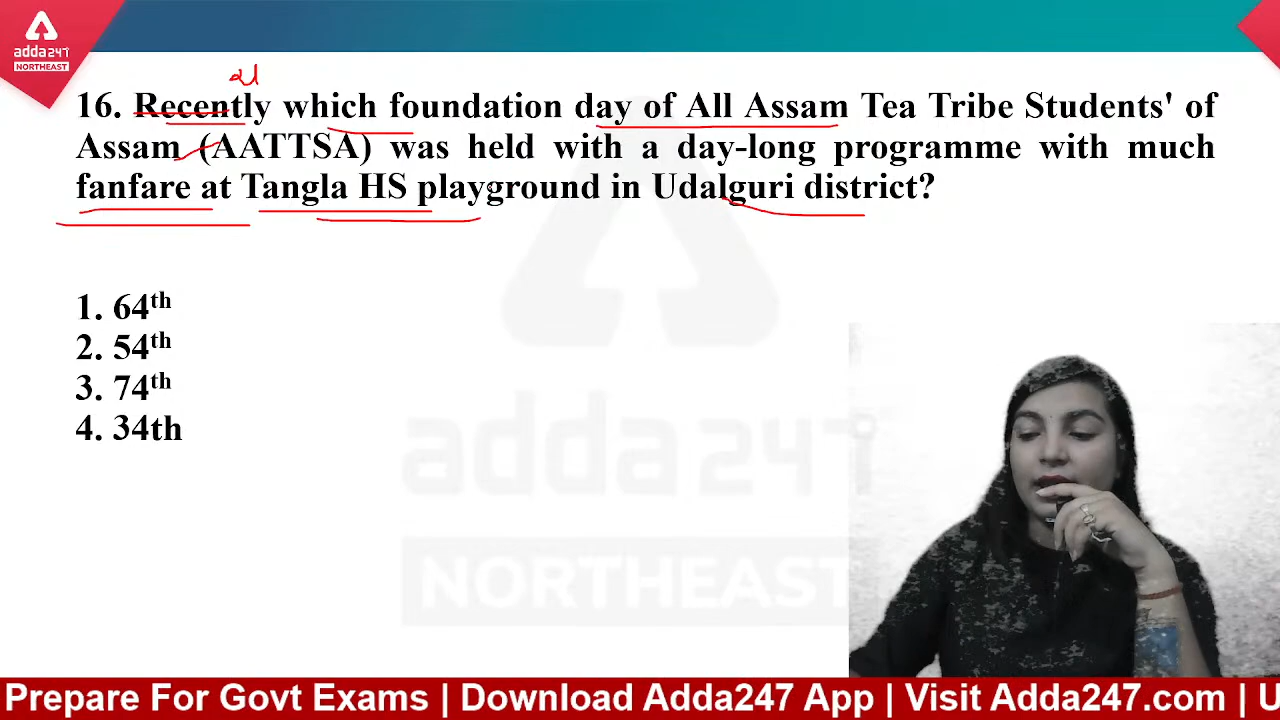 adda247
NORTHEAST
16. Recently which foundation day of All Assam Tea Tribe Students' of
Assam (AATTSA) was held with a day-long programme with much
fanfare at Tangla HS playground in Udalguri district?
1. 64th
2. 54th
3. 74th
4. 34th
adda247
NORTHEAST
Prepare For Govt Exams | Download Adda247 App | Visit Adda247.com | U